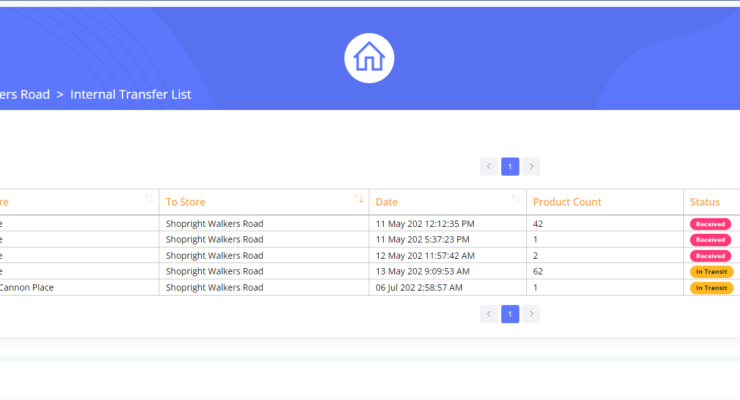 ers Road > Internal Transfer List
< 1 >
re To Store Date Product Count Status
e Shopright Walkers Road 11 May 202 12:12:35 PM 42 Received
e Shopright Walkers Road 11 May 202 5:37:23 PM 1 Received
e Shopright Walkers Road 12 May 202 11:57:42 AM 2 Received
e Shopright Walkers Road 13 May 202 9:09:53 AM 62 In Transit
Cannon Place Shopright Walkers Road 06 Jul 202 2:58:57 AM 1 In Transit
< 1 >